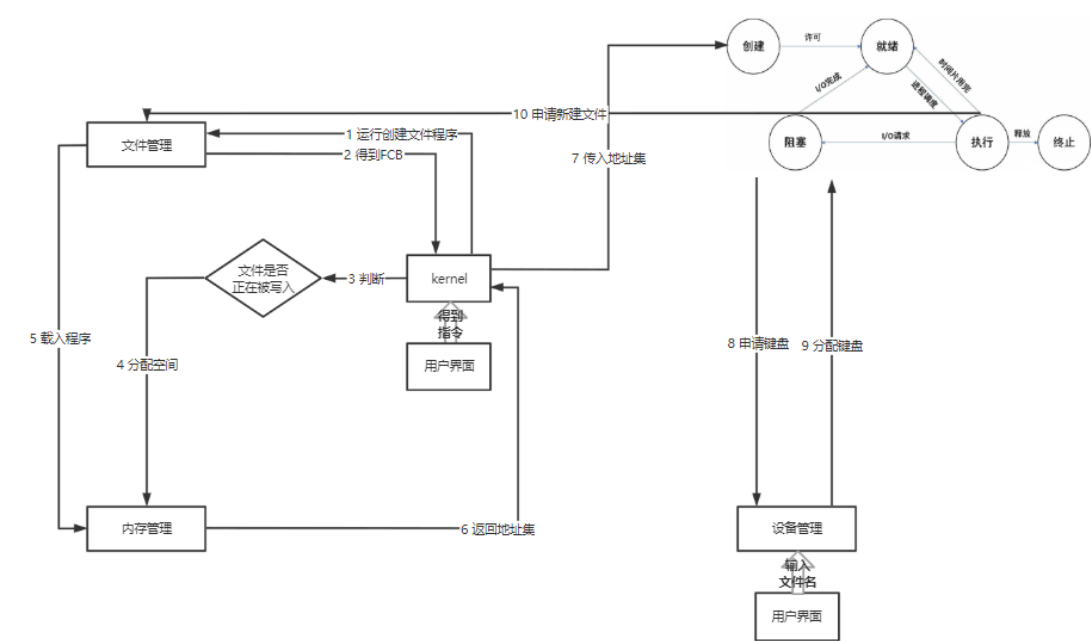 创建
许可
就绪
I/O完成
进程调度
时间片用完
10 申请新建文件
1 运行创建文件程序
文件管理
2 得到FCB
7 传入地址集
阻塞
I/O请求
执行
释放
终止
文件是否
正在被写入
3 判断
kernel
得到
指令
5 载入程序
4 分配空间
用户界面
8 申请键盘
9 分配键盘
内存管理
6 返回地址集
设备管理
输入
文件名
用户界面